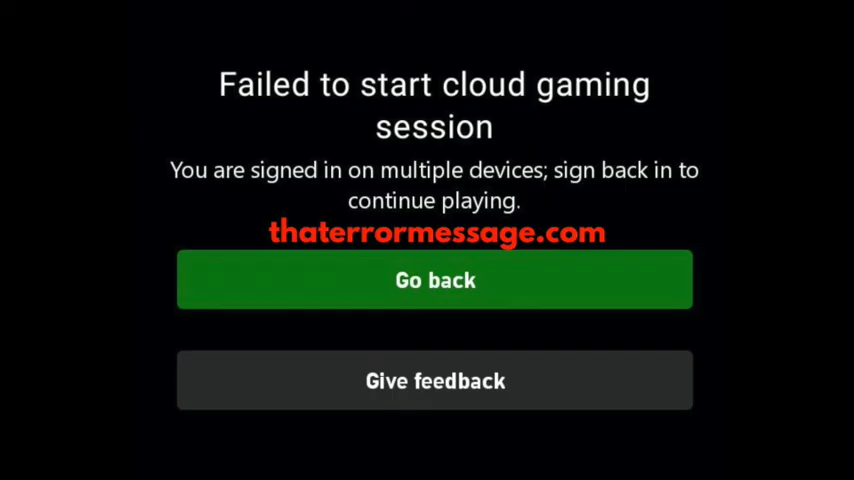 Failed to start cloud gaming
session
You are signed in on multiple devices; sign back in to
continue playing.
thaterrormessage.com
Go back
Give feedback